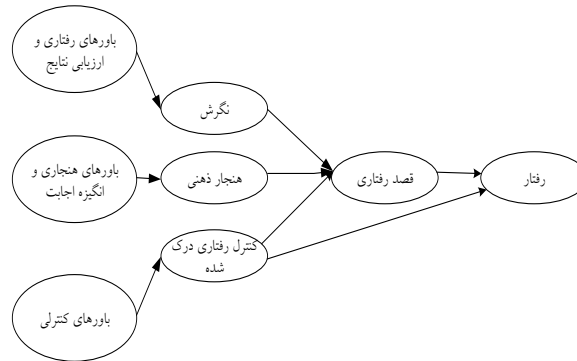 باورهای رفتاری و
ارزیابی نتایج
نگرش
باورهای هنجاری و
انگیزه اجابت
هنجار ذهنی
قصد رفتاری
رفتار
کنترل رفتاری درک
شده
باورهای کنترلی